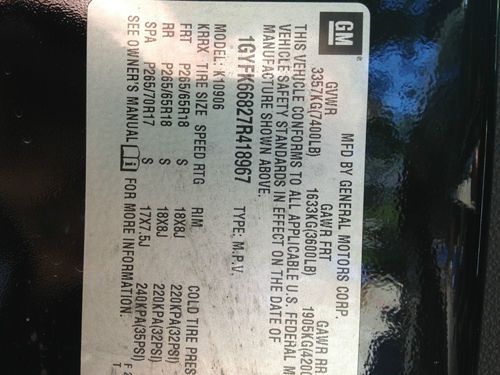 GM
MFD BY GENERAL MOTORS CORP.
GVWR GAWR FRT GAWR RR
3357KG(7400LB) 1633KG(3600LB) 1905KG(4200
THIS VEHICLE CONFORMS TO ALL APPLICABLE U.S. FEDERAL M
VEHICLE SAFETY STANDARDS IN EFFECT ON THE DATE OF
MANUFACTURE SHOWN ABOVE.
1GYFK66827R418967 TYPE: M.P.V.
MODEL: K10906
KRRX TIRE SIZE SPEED RTG RIM COLD TIRE PRES
FRT P265/65R18 S 18X8J 220KPA(32PSI)
RR P265/65R18 S 18X8J 220KPA(32PSI)
SPA P265/70R17 S 17X7.5J 240KPA(35PSI)
SEE OWNER'S MANUAL i FOR MORE INFORMATION.